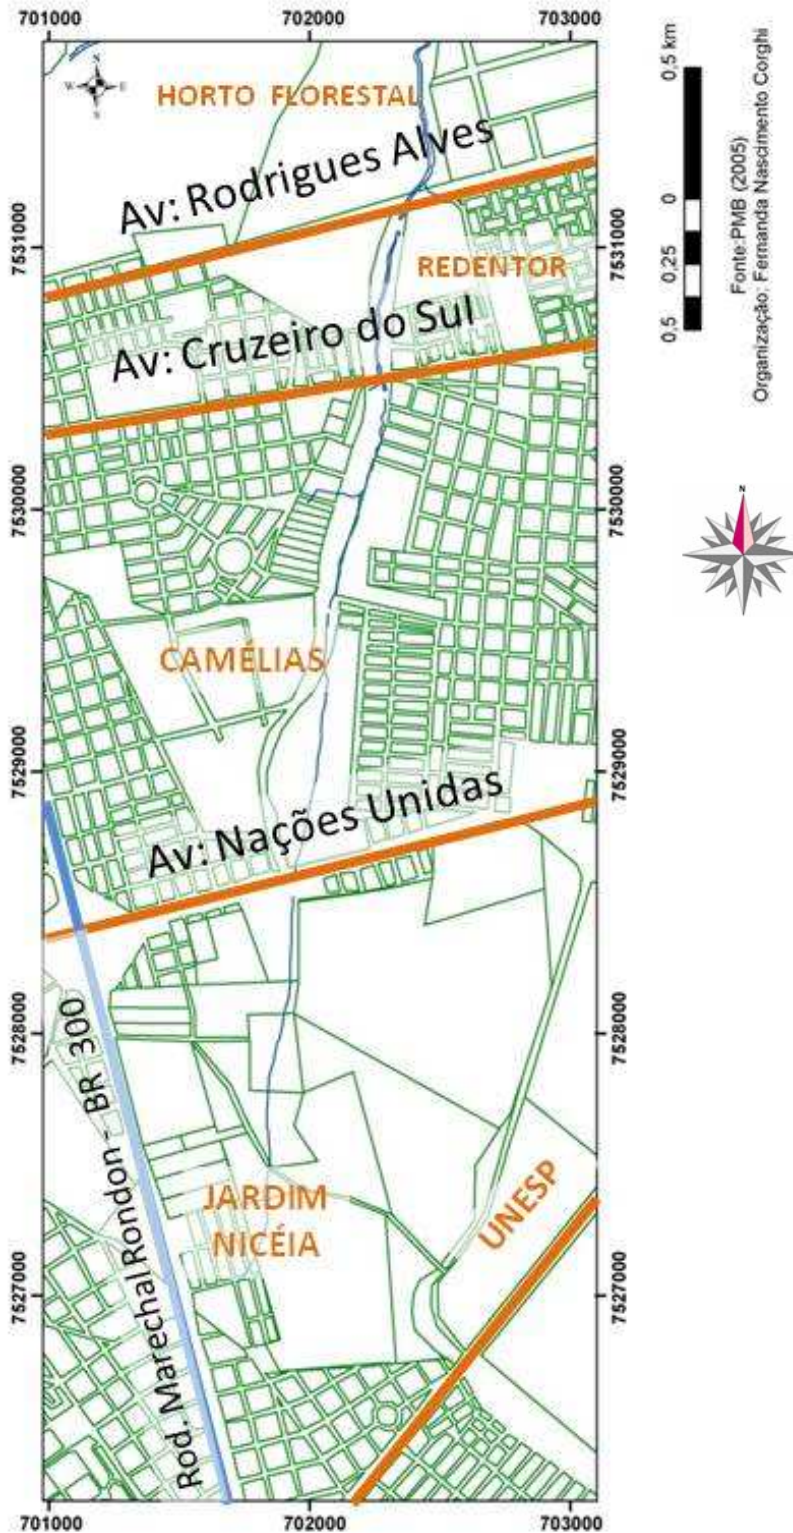 701000 702000 703000
N
W E
S
HORTO FLORESTAL
Av: Rodrigues Alves
7531000 7531000
REDENTOR
Av: Cruzeiro do Sul
7530000 7530000
CAMÉLIAS
7529000 7529000
Av: Nações Unidas
7528000 7528000
Rod. Marechal Rondon - BR 300
JARDIM
NICÉIA
UNESP
7527000 7527000
701000 702000 703000
0,5 0,25 0 0,5 km
Fonte:PMB (2005)
Organização: Fernanda Nascimento Corghi
N